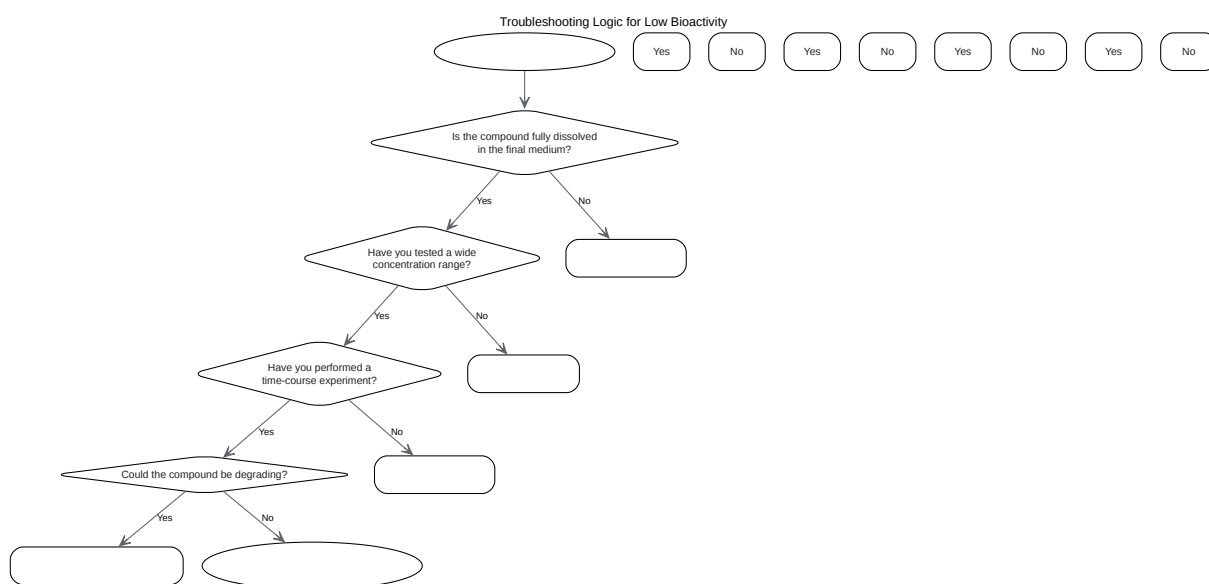 Troubleshooting Logic for Low Bioactivity
Yes
No
Yes
No
Yes
No
Yes
No
Is the compound fully dissolved
in the final medium?
Yes
No
Have you tested a wide
concentration range?
Yes
No
Have you performed a
time-course experiment?
Yes
No
Could the compound be degrading?
Yes
No